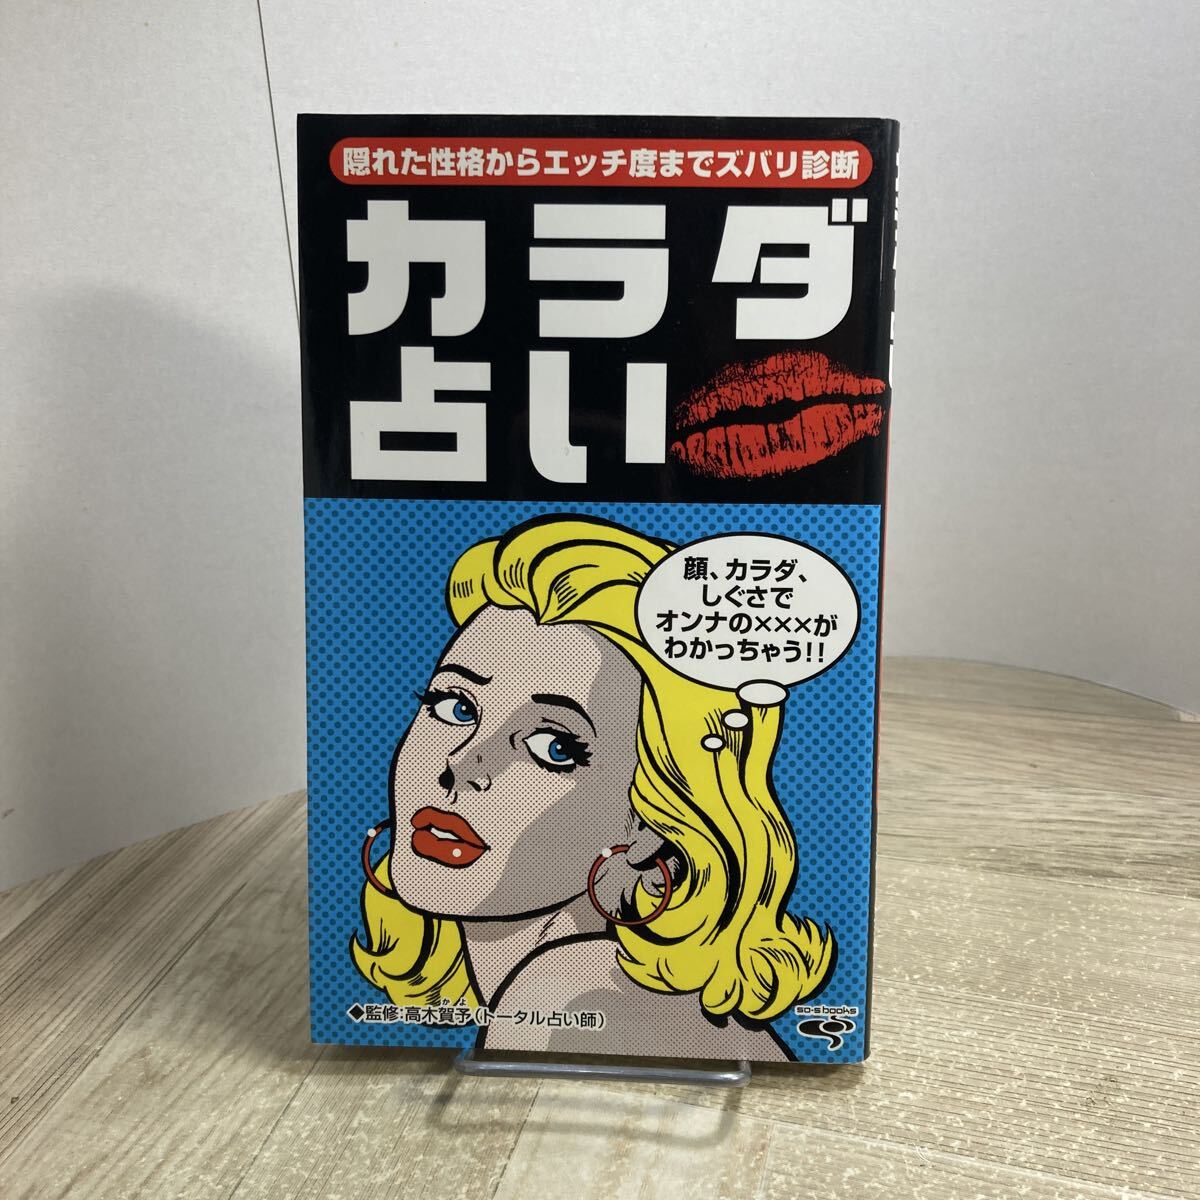 隠れた性格からエッチ度までズバリ診断
カラダ
占い
顔、カラダ、
しぐさで
オンナの×××が
わかっちゃう!!
◆監修:高木賀予(トータル占い師)
かよ
so-s books